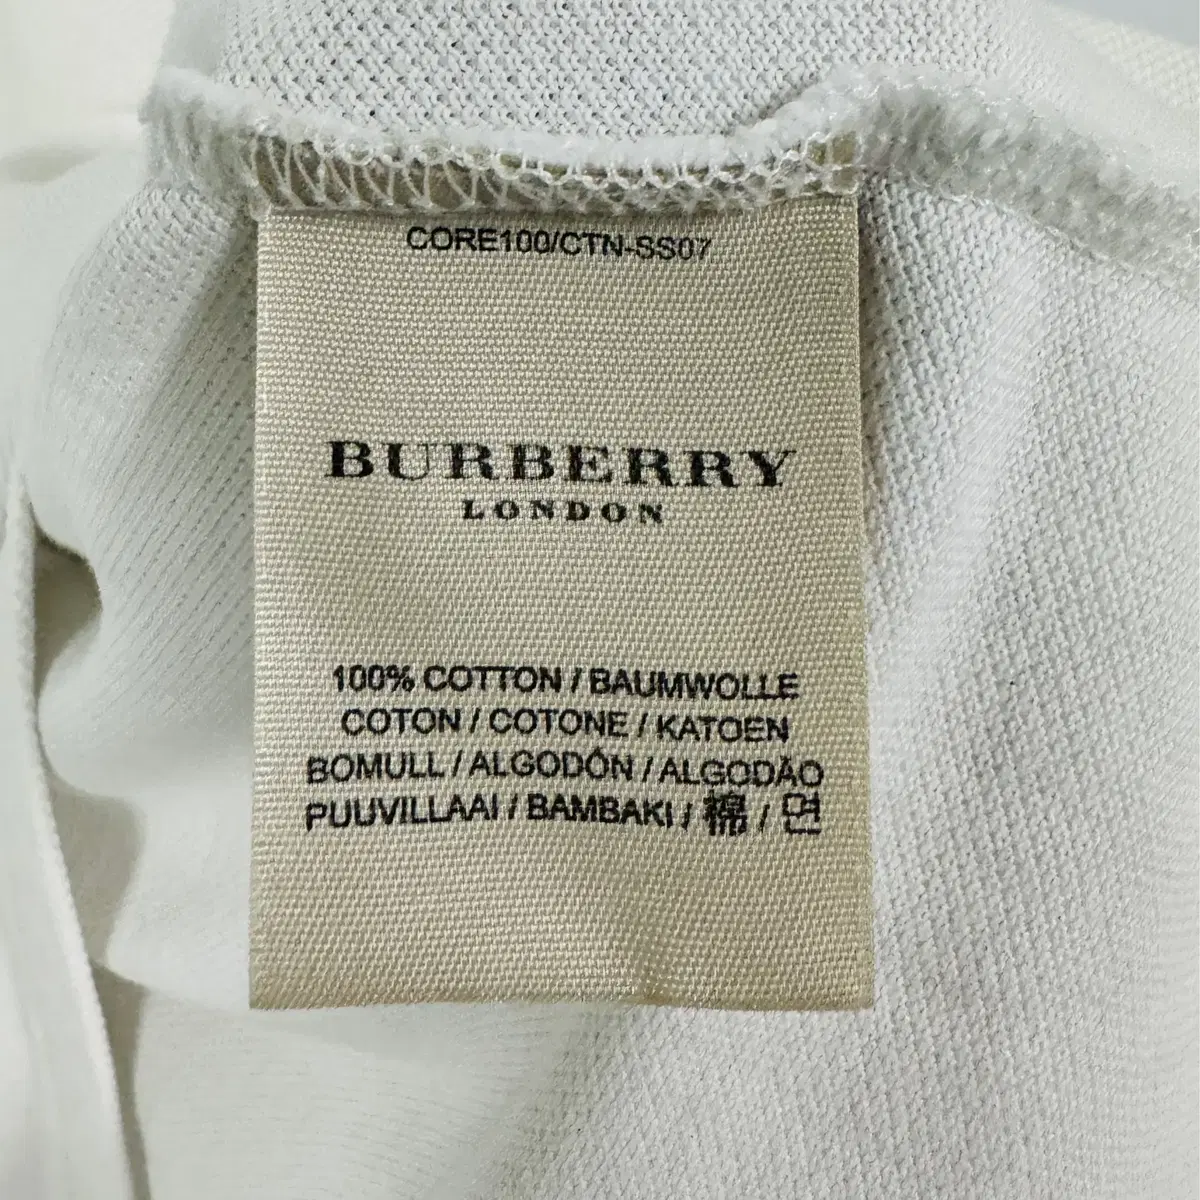 CORE100/CTN-SS07
BURBERRY
LONDON
100% COTTON / BAUMWOLLE
COTON / COTONE / KATOEN
BOMULL / ALGODÓN / ALGODÃO
PUUVILLAAI / BAMBAKI / 棉 / 면